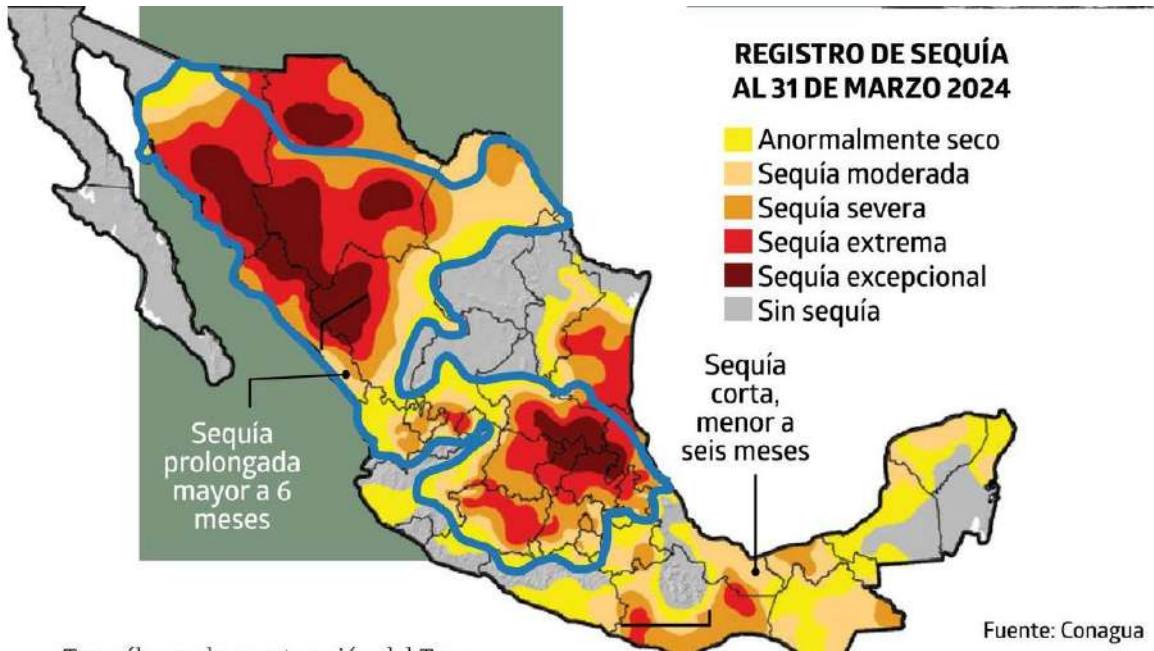 REGISTRO DE SEQUÍA
AL 31 DE MARZO 2024
Anormalmente seco
Sequía moderada
Sequía severa
Sequía extrema
Sequía excepcional
Sin sequía
Sequía
prolongada
mayor a 6
meses
Sequía
corta,
menor a
seis meses
Fuente: Conagua